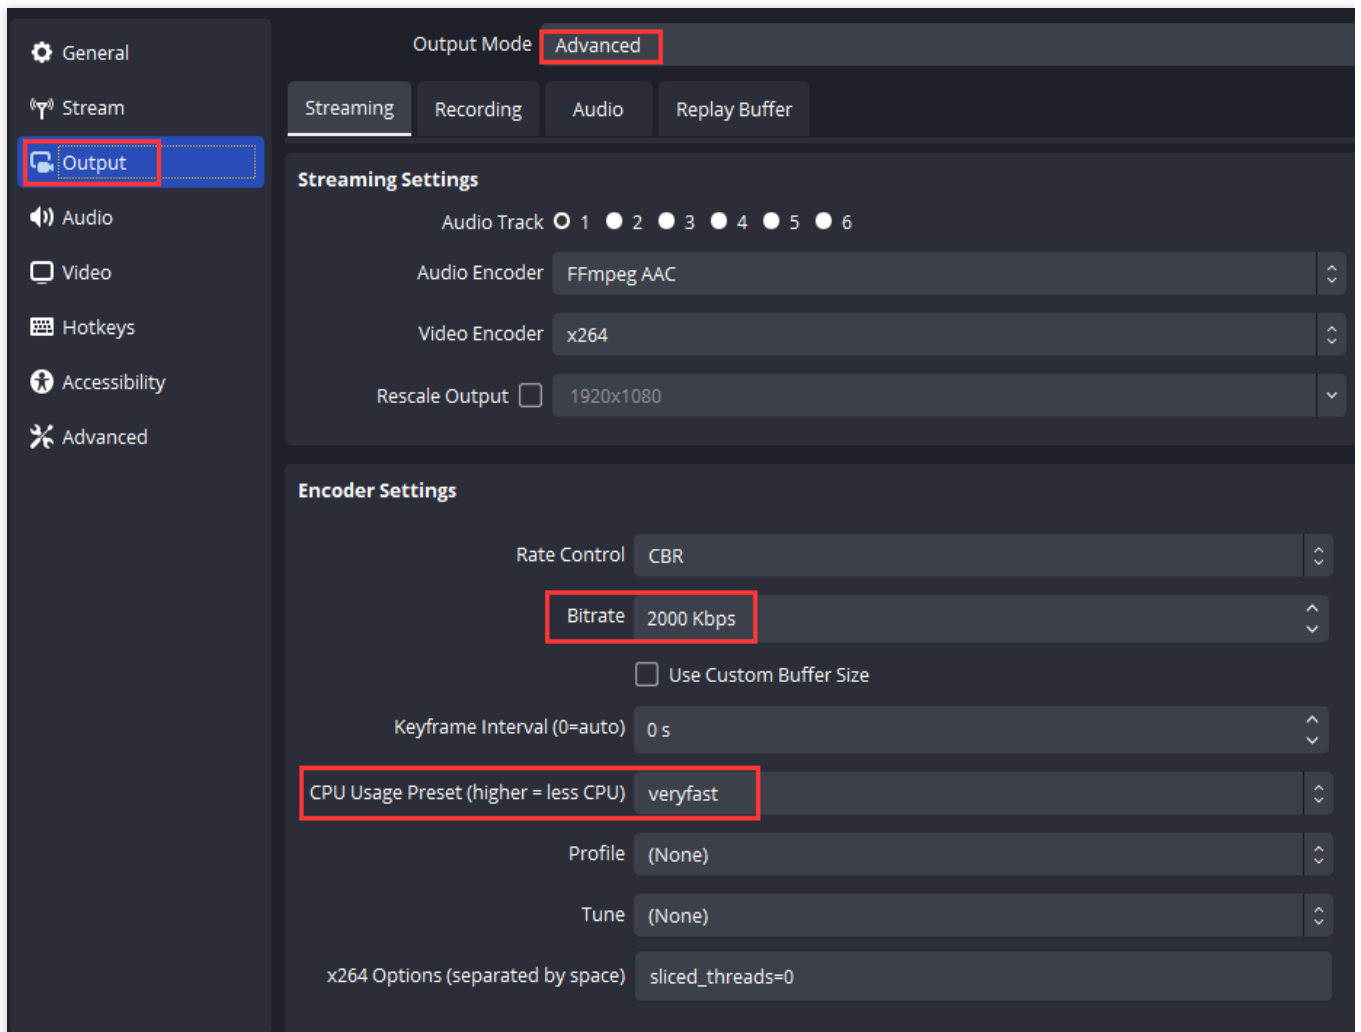 General
Stream
Output
Audio
Video
Hotkeys
Accessibility
Advanced
Output Mode Advanced
Streaming Recording Audio Replay Buffer
Streaming Settings
Audio Track 1 2 3 4 5 6
Audio Encoder FFmpeg AAC
Video Encoder x264
Rescale Output 1920x1080
Encoder Settings
Rate Control CBR
Bitrate 2000 Kbps
Use Custom Buffer Size
Keyframe Interval (0=auto) 0 s
CPU Usage Preset (higher = less CPU) veryfast
Profile (None)
Tune (None)
x264 Options (separated by space) sliced_threads=0